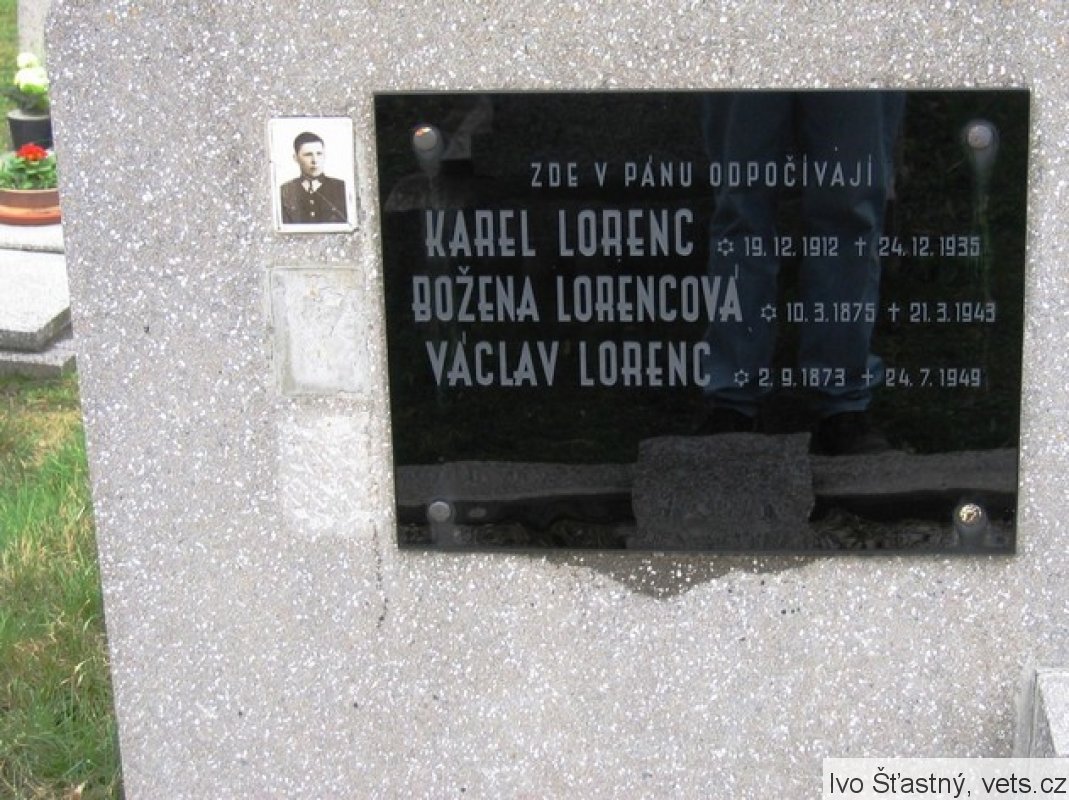 ZDE V PÁNU ODPOČÍVAJÍ
KAREL LORENC ✡ 19. 12. 1912 † 24. 12. 1935
BOŽENA LORENCOVÁ ✡ 10. 3. 1875 † 21. 3. 1943
VÁCLAV LORENC ✡ 2. 9. 1873 † 24. 7. 1949
Ivo Šťastný, vets.cz